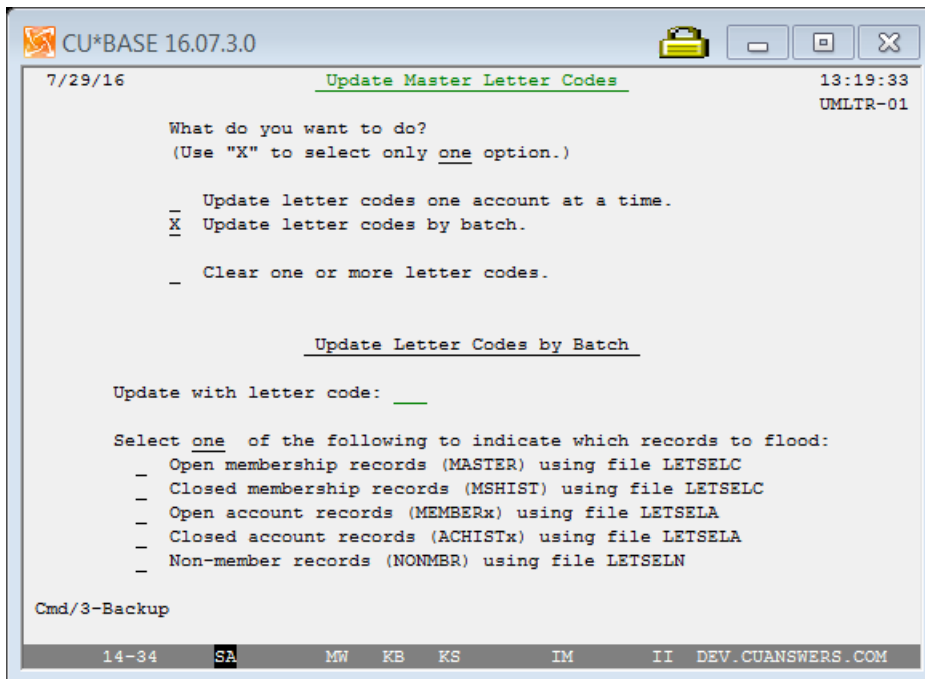 CU*BASE 16.07.3.0
7/29/16 Update Master Letter Codes 13:19:33
UMLTR-01
What do you want to do?
(Use "X" to select only one option.)
_ Update letter codes one account at a time.
X Update letter codes by batch.
_ Clear one or more letter codes.
Update Letter Codes by Batch
Update with letter code: ___
Select one of the following to indicate which records to flood:
_ Open membership records (MASTER) using file LETSELC
_ Closed membership records (MSHIST) using file LETSELC
_ Open account records (MEMBERx) using file LETSELA
_ Closed account records (ACHISTx) using file LETSELA
_ Non-member records (NONMBR) using file LETSELN
Cmd/3-Backup
14-34 SA MW KB KS IM II DEV.CUANSWERS.COM